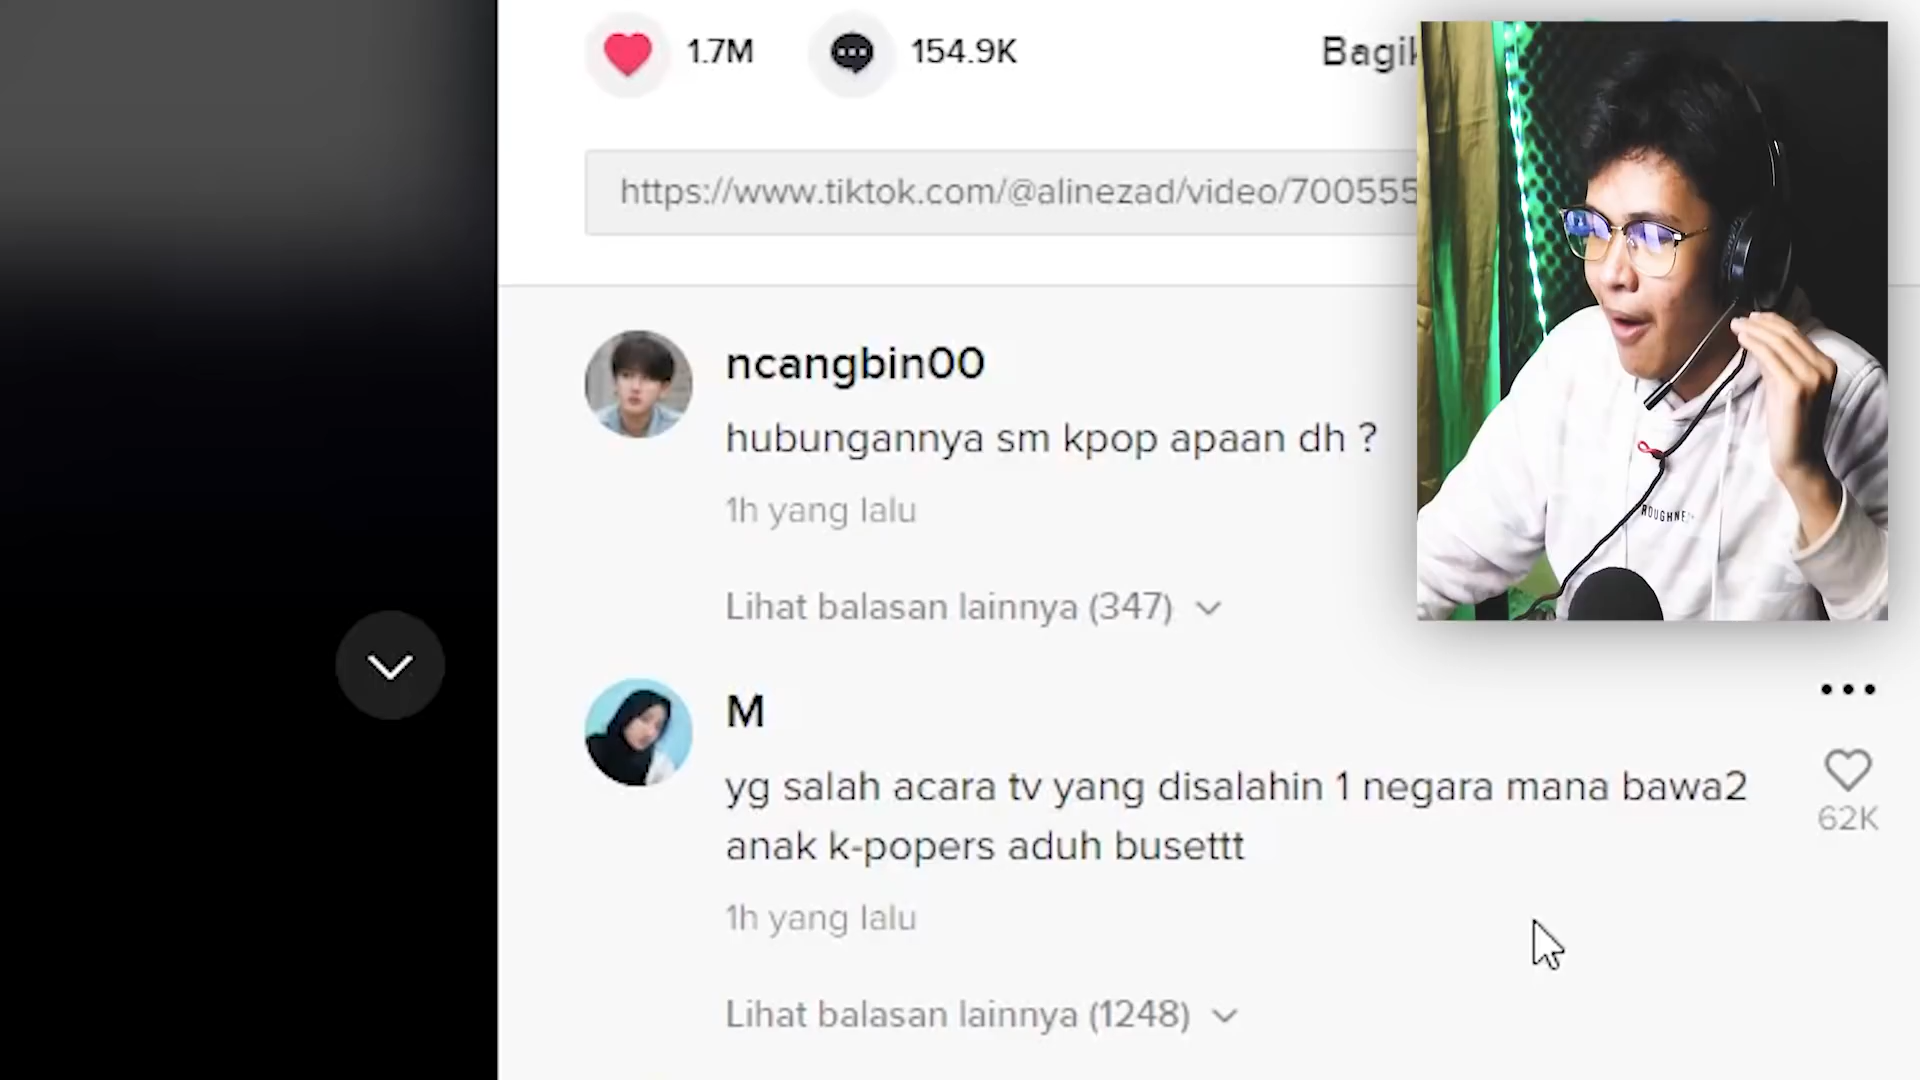 1.7M
154.9K
Bagik
https://www.tiktok.com/@alinezad/video/700555
ncangbin00
hubungannya sm kpop apaan dh ?
1h yang lalu
Lihat balasan lainnya (347)
M
yg salah acara tv yang disalahin 1 negara mana bawa2
anak k-popers aduh busettt
62K
1h yang lalu
Lihat balasan lainnya (1248)